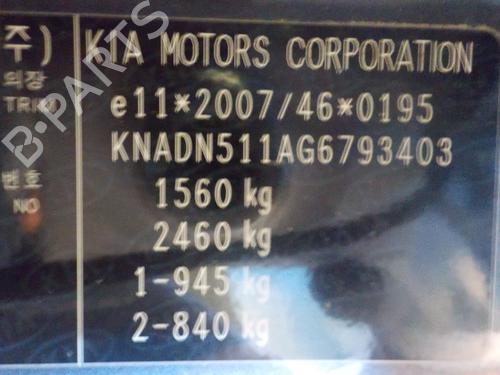 주) KIA MOTORS CORPORATION
의장
TRIM e11*2007/46*0195
KNADN511AG6793403
번호 1560 kg
NO
2460 kg
1-945 kg
2-840 kg
B-PARTS